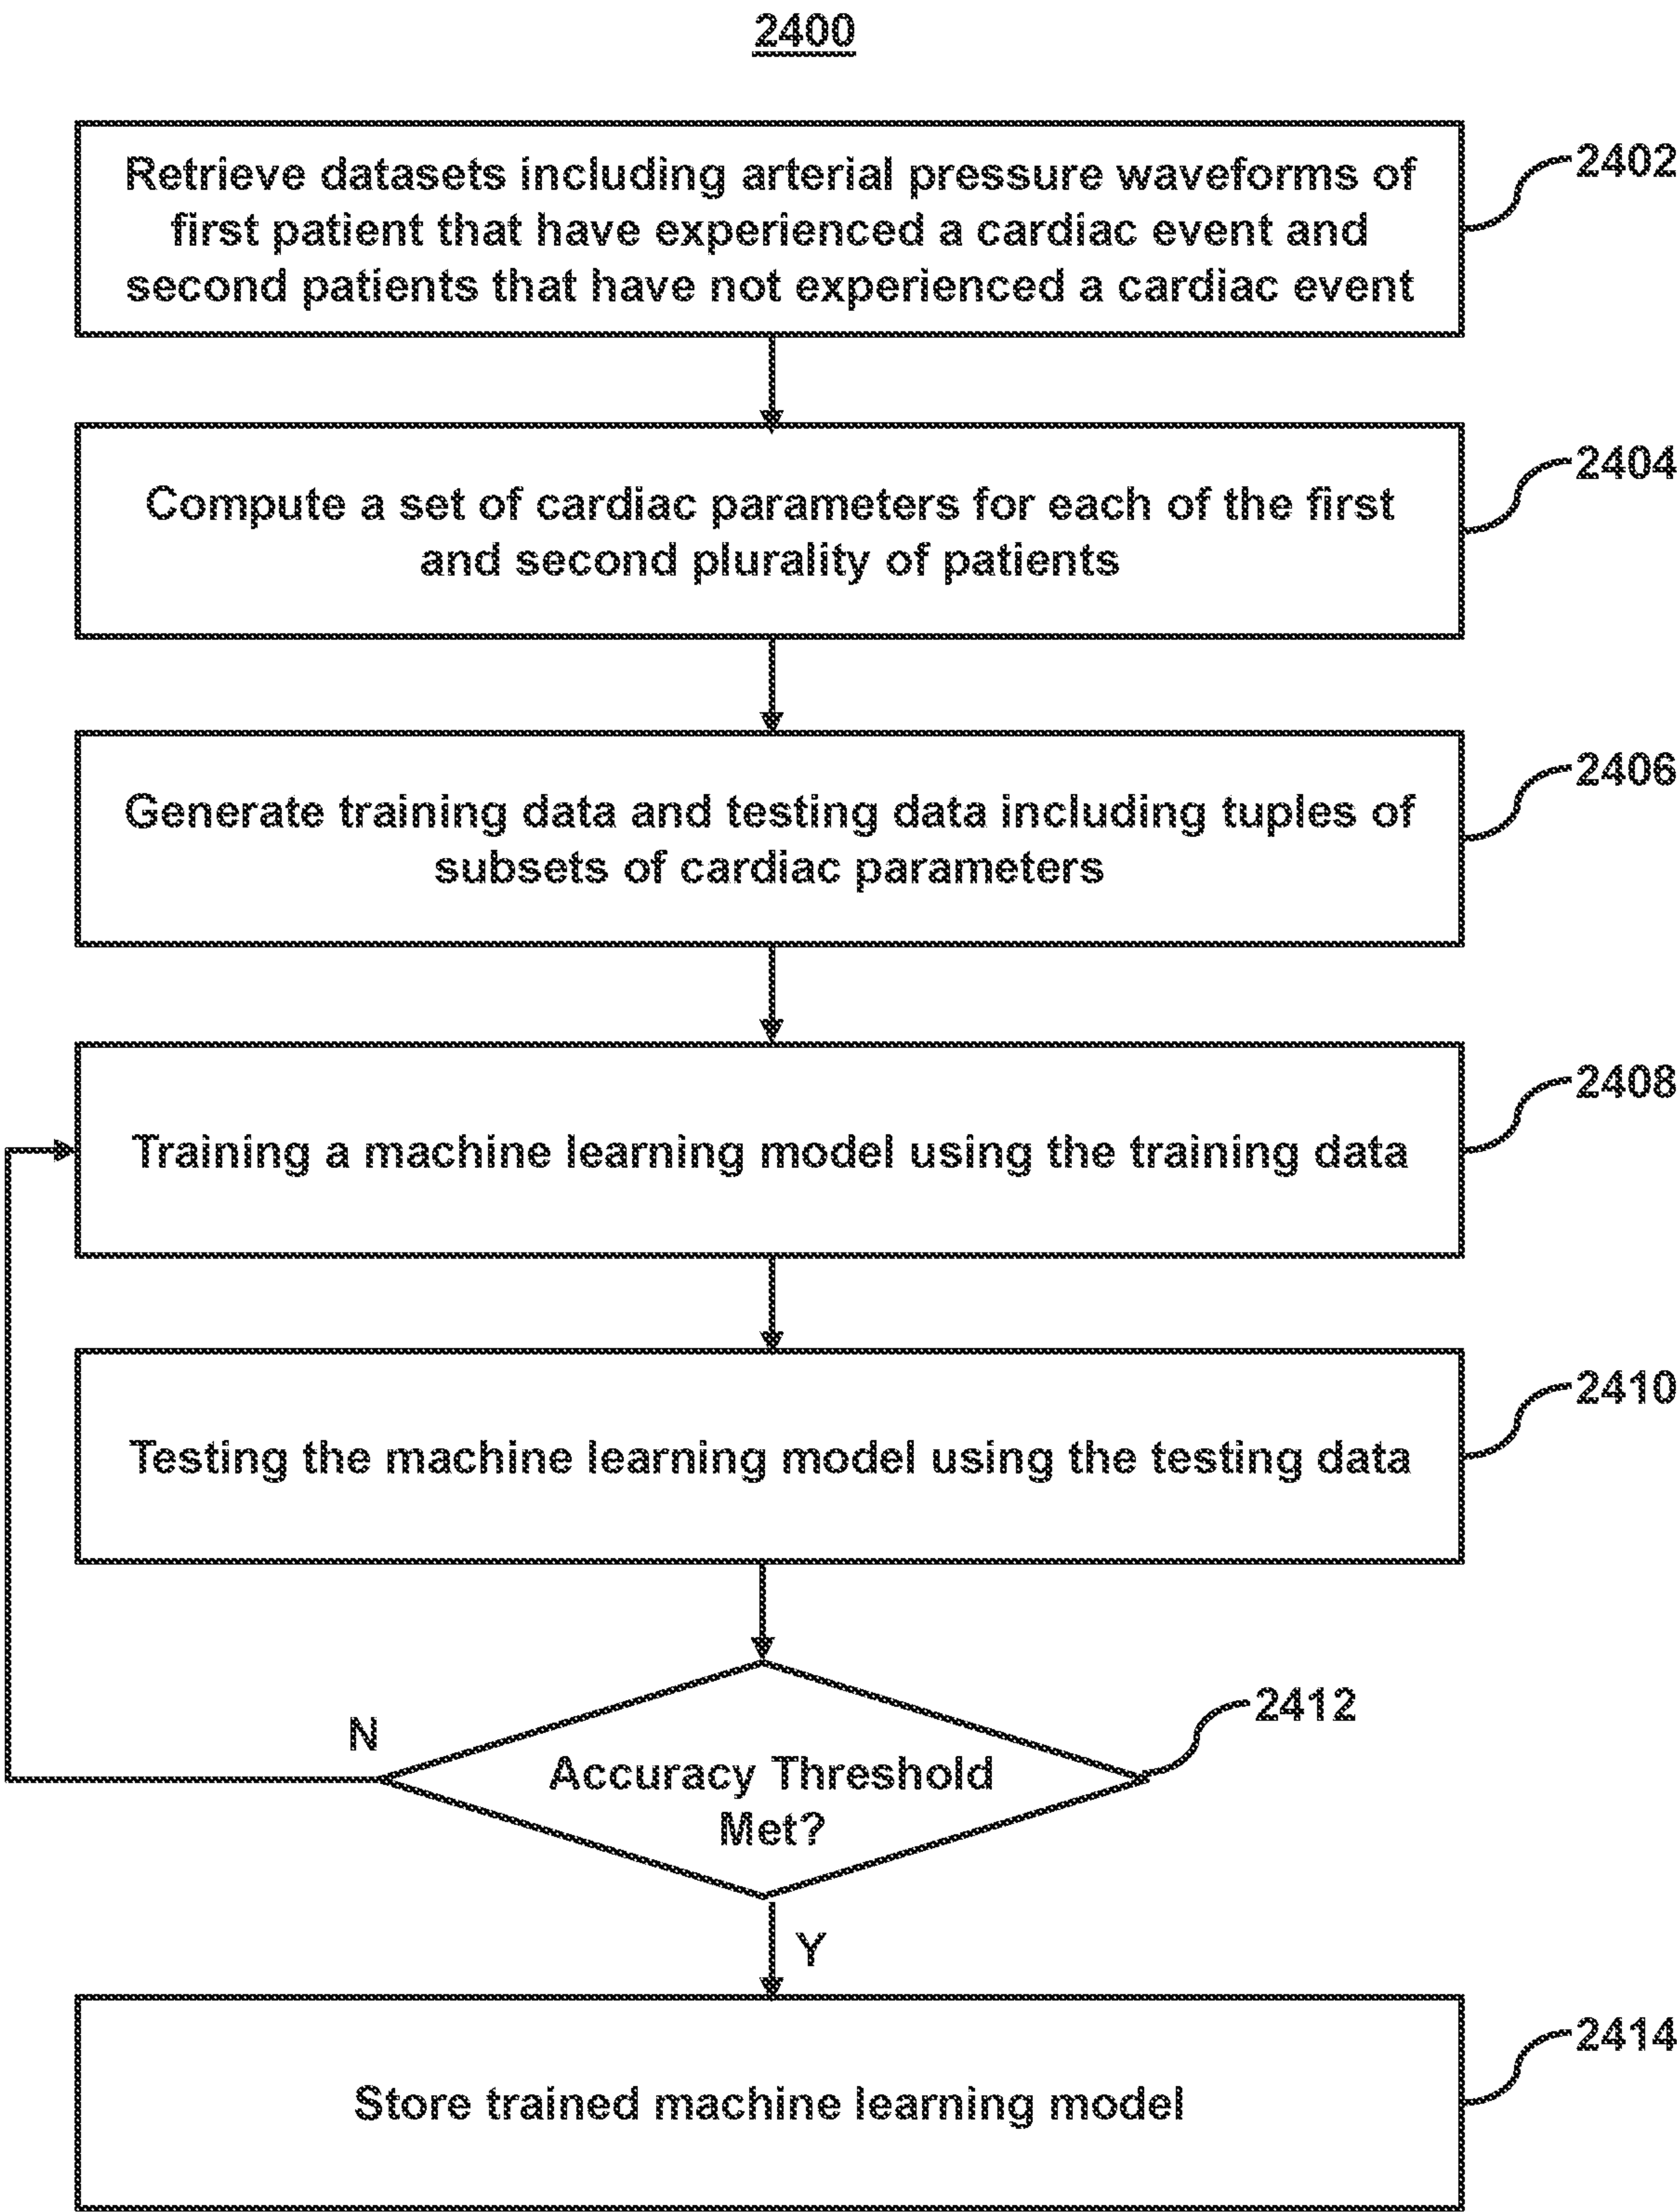 2400
Retrieve datasets including arterial pressure waveforms of
first patient that have experienced a cardiac event and
second patients that have not experienced a cardiac event
2402
Compute a set of cardiac parameters for each of the first
and second plurality of patients
2404
Generate training data and testing data including tuples of
subsets of cardiac parameters
2406
Training a machine learning model using the training data
2408
Testing the machine learning model using the testing data
2410
N
Accuracy Threshold
Met?
2412
Y
Store trained machine learning model
2414